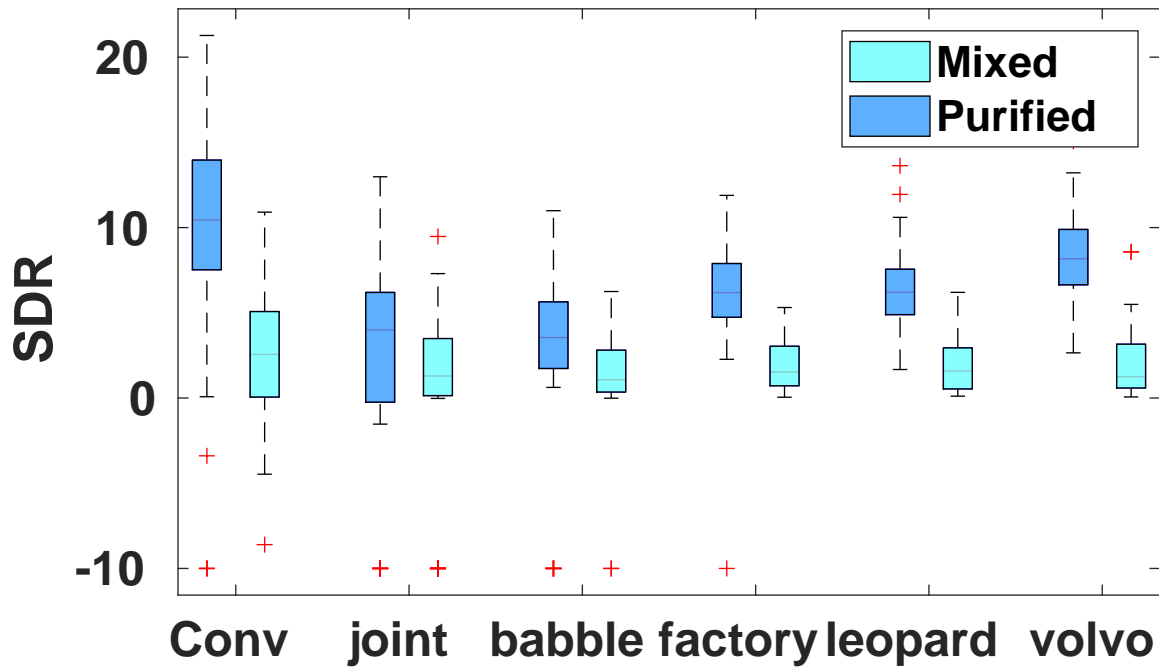 20
10
0
-10
SDR
Mixed
Purified
Conv joint babble factory leopard volvo